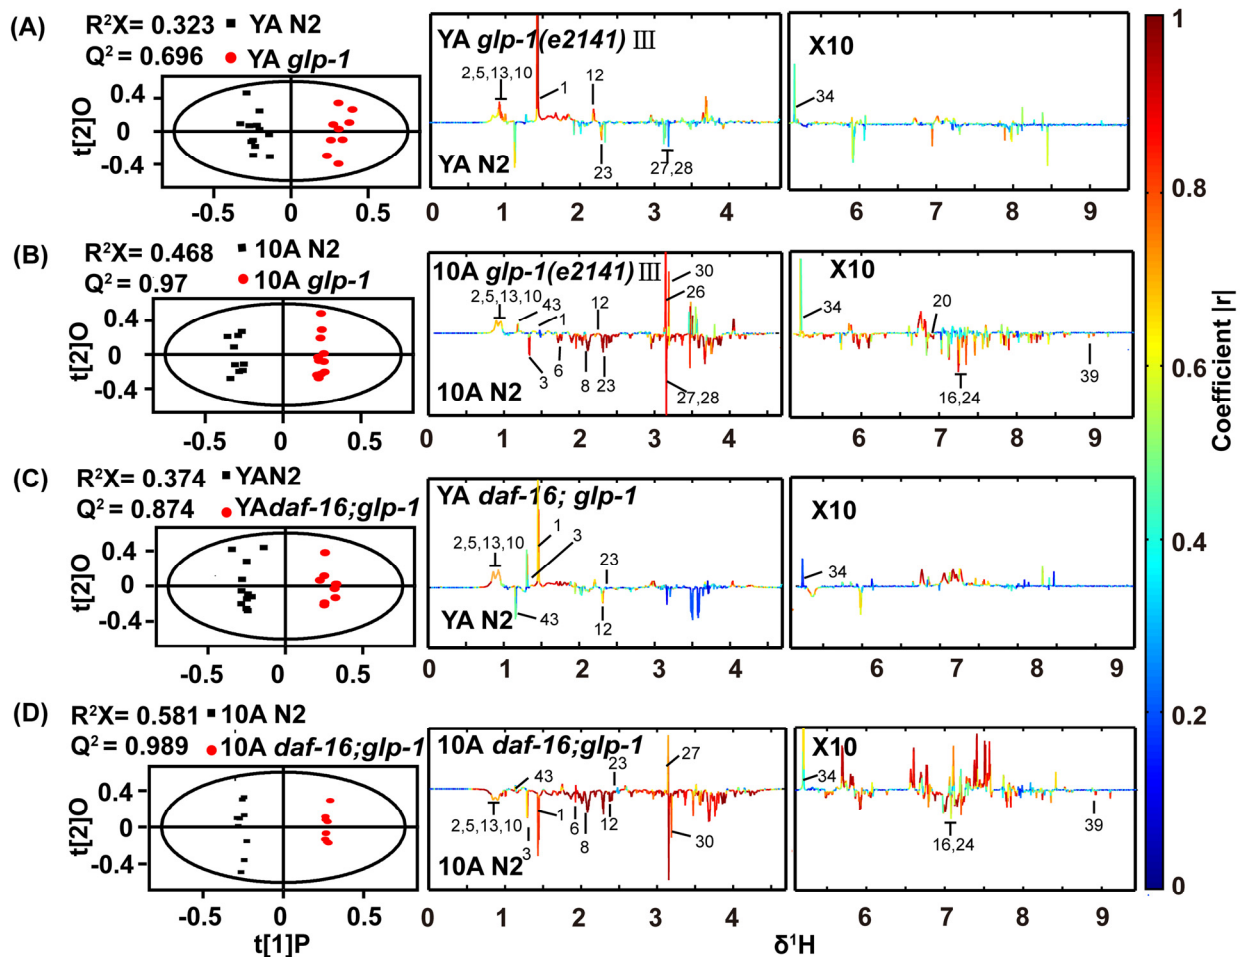 (A)
R²X = 0.323 ■ YA N2
Q² = 0.696 ● YA glp-1
t[2]O
0.4
0
-0.4
-0.5 0 0.5
YA glp-1(e2141) III
2,5,13,10
1
12
23
27,28
YA N2
0 1 2 3 4
X10
34
6 7 8 9
(B)
R²X = 0.468 ■ 10A N2
Q² = 0.97 ● 10A glp-1
t[2]O
0.4
0
-0.4
-0.5 0 0.5
10A glp-1(e2141) III
2,5,13,10
43
1
12
30
26
3
6
8
23
27,28
10A N2
0 1 2 3 4
X10
34
20
16,24
39
6 7 8 9
(C)
R²X= 0.374 ■ YAN2
Q² = 0.874 ● YAdaf-16;glp-1
t[2]O
0.4
0
-0.4
-0.5 0 0.5
YA daf-16; glp-1
2,5,13,10
1
3
23
43
12
YA N2
0 1 2 3 4
X10
34
6 7 8 9
(D)
R²X= 0.581 ■ 10A N2
Q² = 0.989 ● 10A daf-16;glp-1
t[2]O
0.4
0
-0.4
-0.5 0 0.5
t[1]P
10A daf-16;glp-1
27
43
23
2,5,13,10
3
1
6
8
12
30
10A N2
0 1 2 3 4
X10
34
16,24
39
6 7 8 9
δ¹H
1
0.8
0.6
0.4
0.2
0
Coefficient |r|